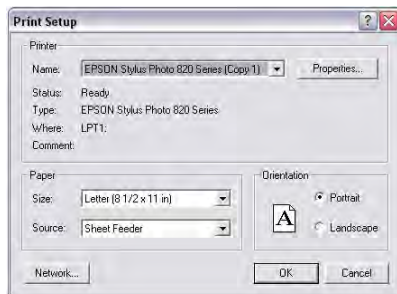 Print Setup
Printer
Name: EPSON Stylus Photo 820 Series (Copy 1) Properties...
Status: Ready
Type: EPSON Stylus Photo 820 Series
Where: LPT1:
Comment:
Paper
Size: Letter (8 1/2 x 11 in)
Source: Sheet Feeder
Orientation
A
Portrait
Landscape
Network...
OK
Cancel